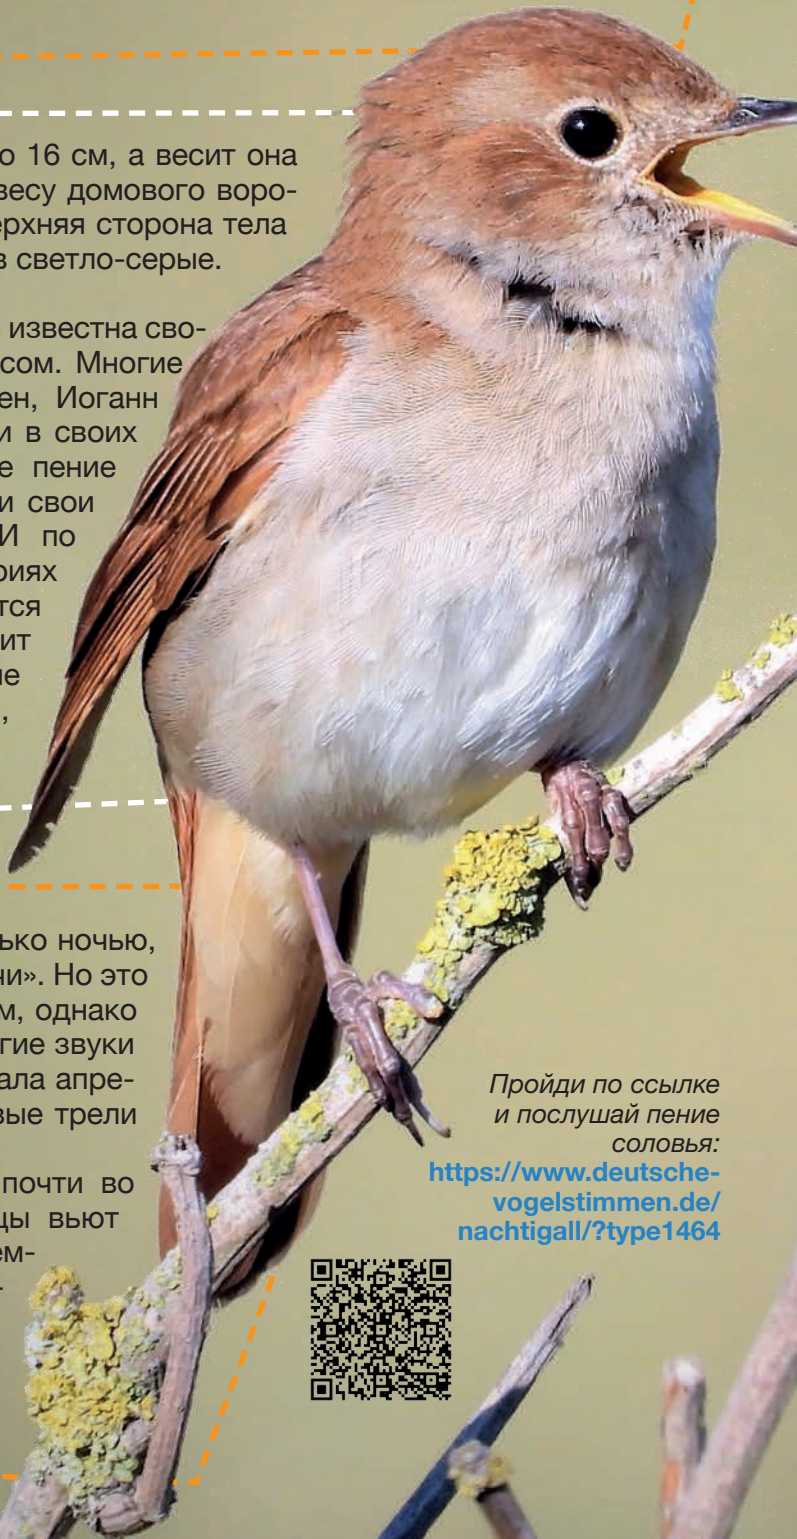 о 16 см, а весит она
весу домового воро-
ерхняя сторона тела
в светло-серые.
известна сво-
сом. Многие
ен, Иоганн
и в своих
е пение
и свои
И по
риях
тся
ит
ие
,
ько ночью,
чи». Но это
м, однако
гие звуки
ала апре-
вые трели
почти во
цы вьют
ем-
-
Пройди по ссылке
и послушай пение
соловья:
https://www.deutsche-
vogelstimmen.de/
nachtigall/?type1464